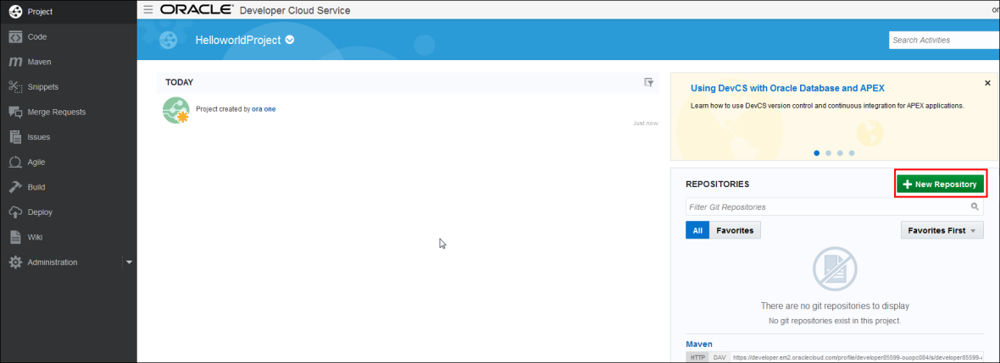 Project
Code
Maven
Snippets
Merge Requests
Issues
Agile
Build
Deploy
Wiki
Administration
ORACLE Developer Cloud Service
or
HelloworldProject
Search Activities
TODAY
Project created by ora one
Just now
Using DevCS with Oracle Database and APEX
Learn how to use DevCS version control and continuous integration for APEX applications.
REPOSITORIES
New Repository
Filter Git Repositories
All Favorites
Favorites First
There are no git repositories to display
No git repositories exist in this project
Maven
HTTP DAV https://developer.em2.oraclecloud.com/profile/developer85599-ouopc084/s/developer85599-